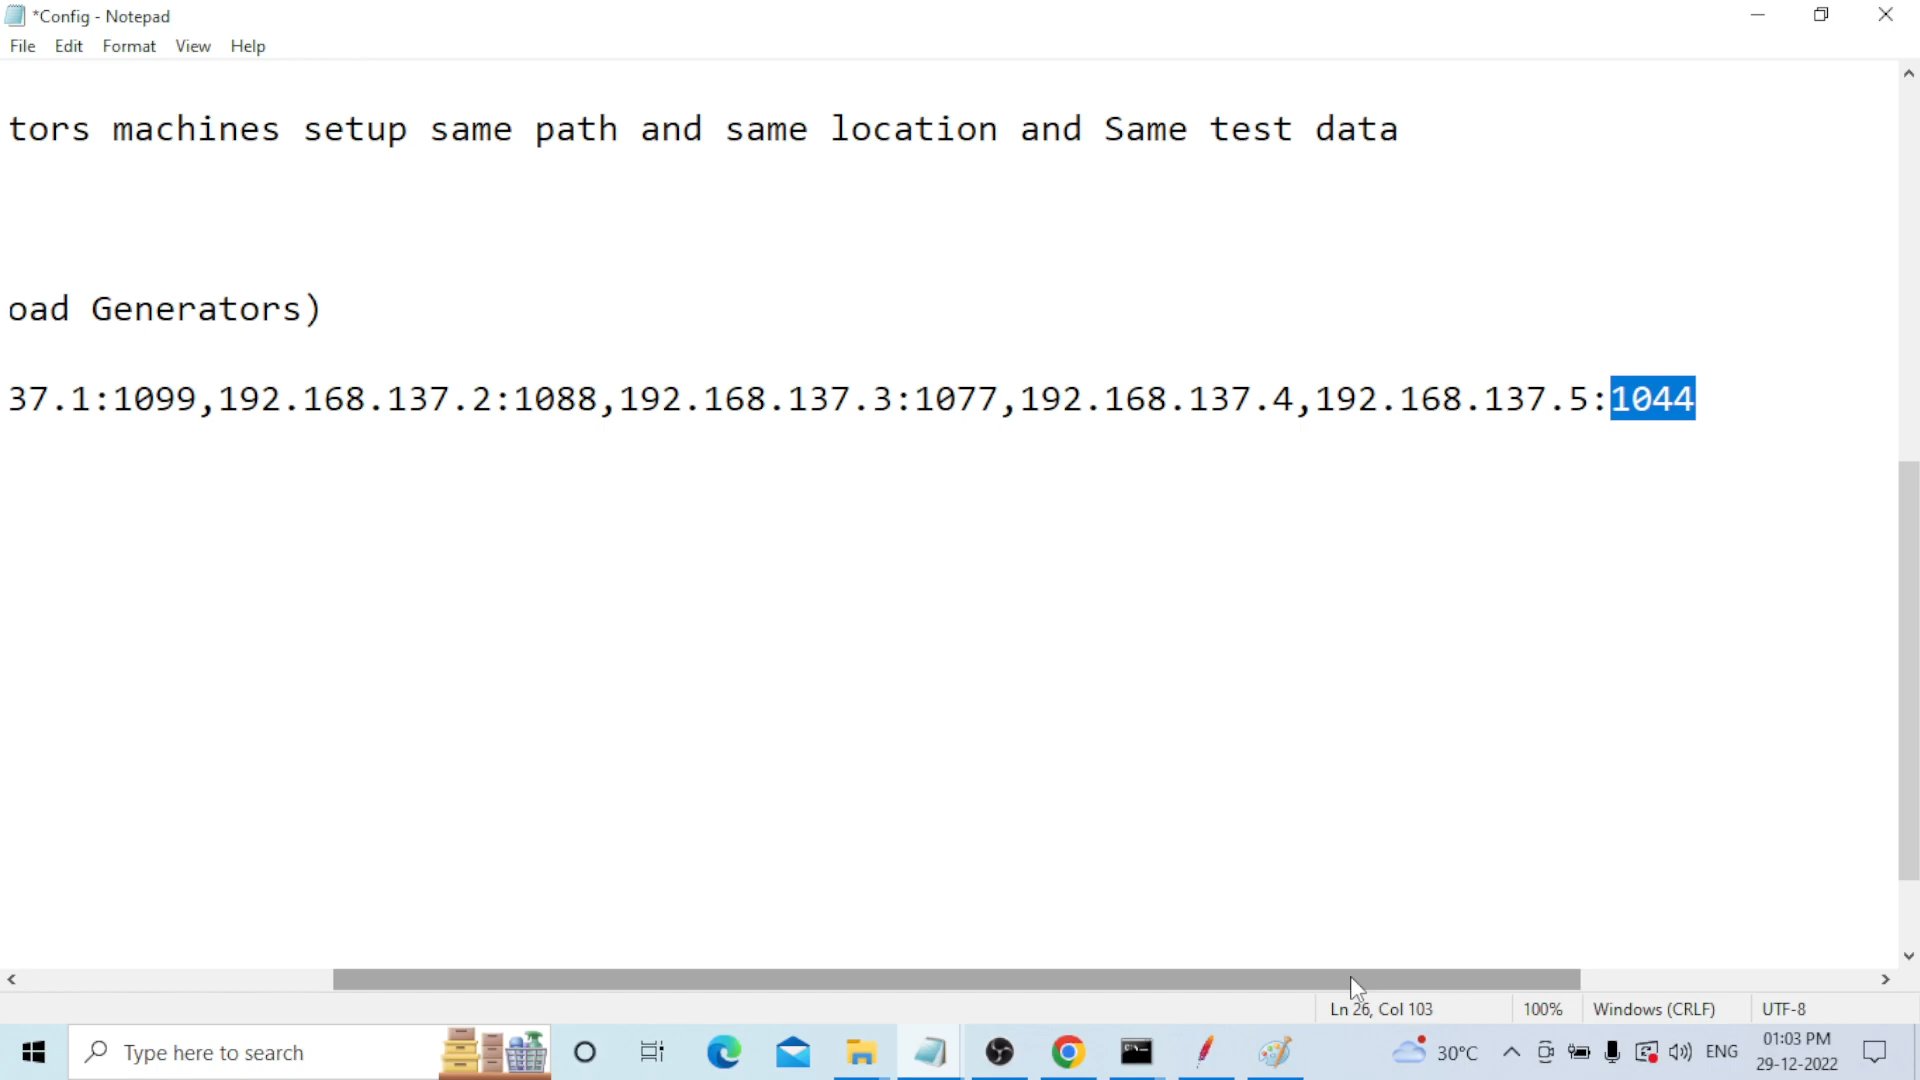 *Config - Notepad
File Edit Format View Help
tors machines setup same path and same location and Same test data
oad Generators)
37.1:1099,192.168.137.2:1088,192.168.137.3:1077,192.168.137.4,192.168.137.5:1044
Ln 26, Col 103 100% Windows (CRLF) UTF-8
Type here to search
30°C
ENG
01:03 PM
29-12-2022